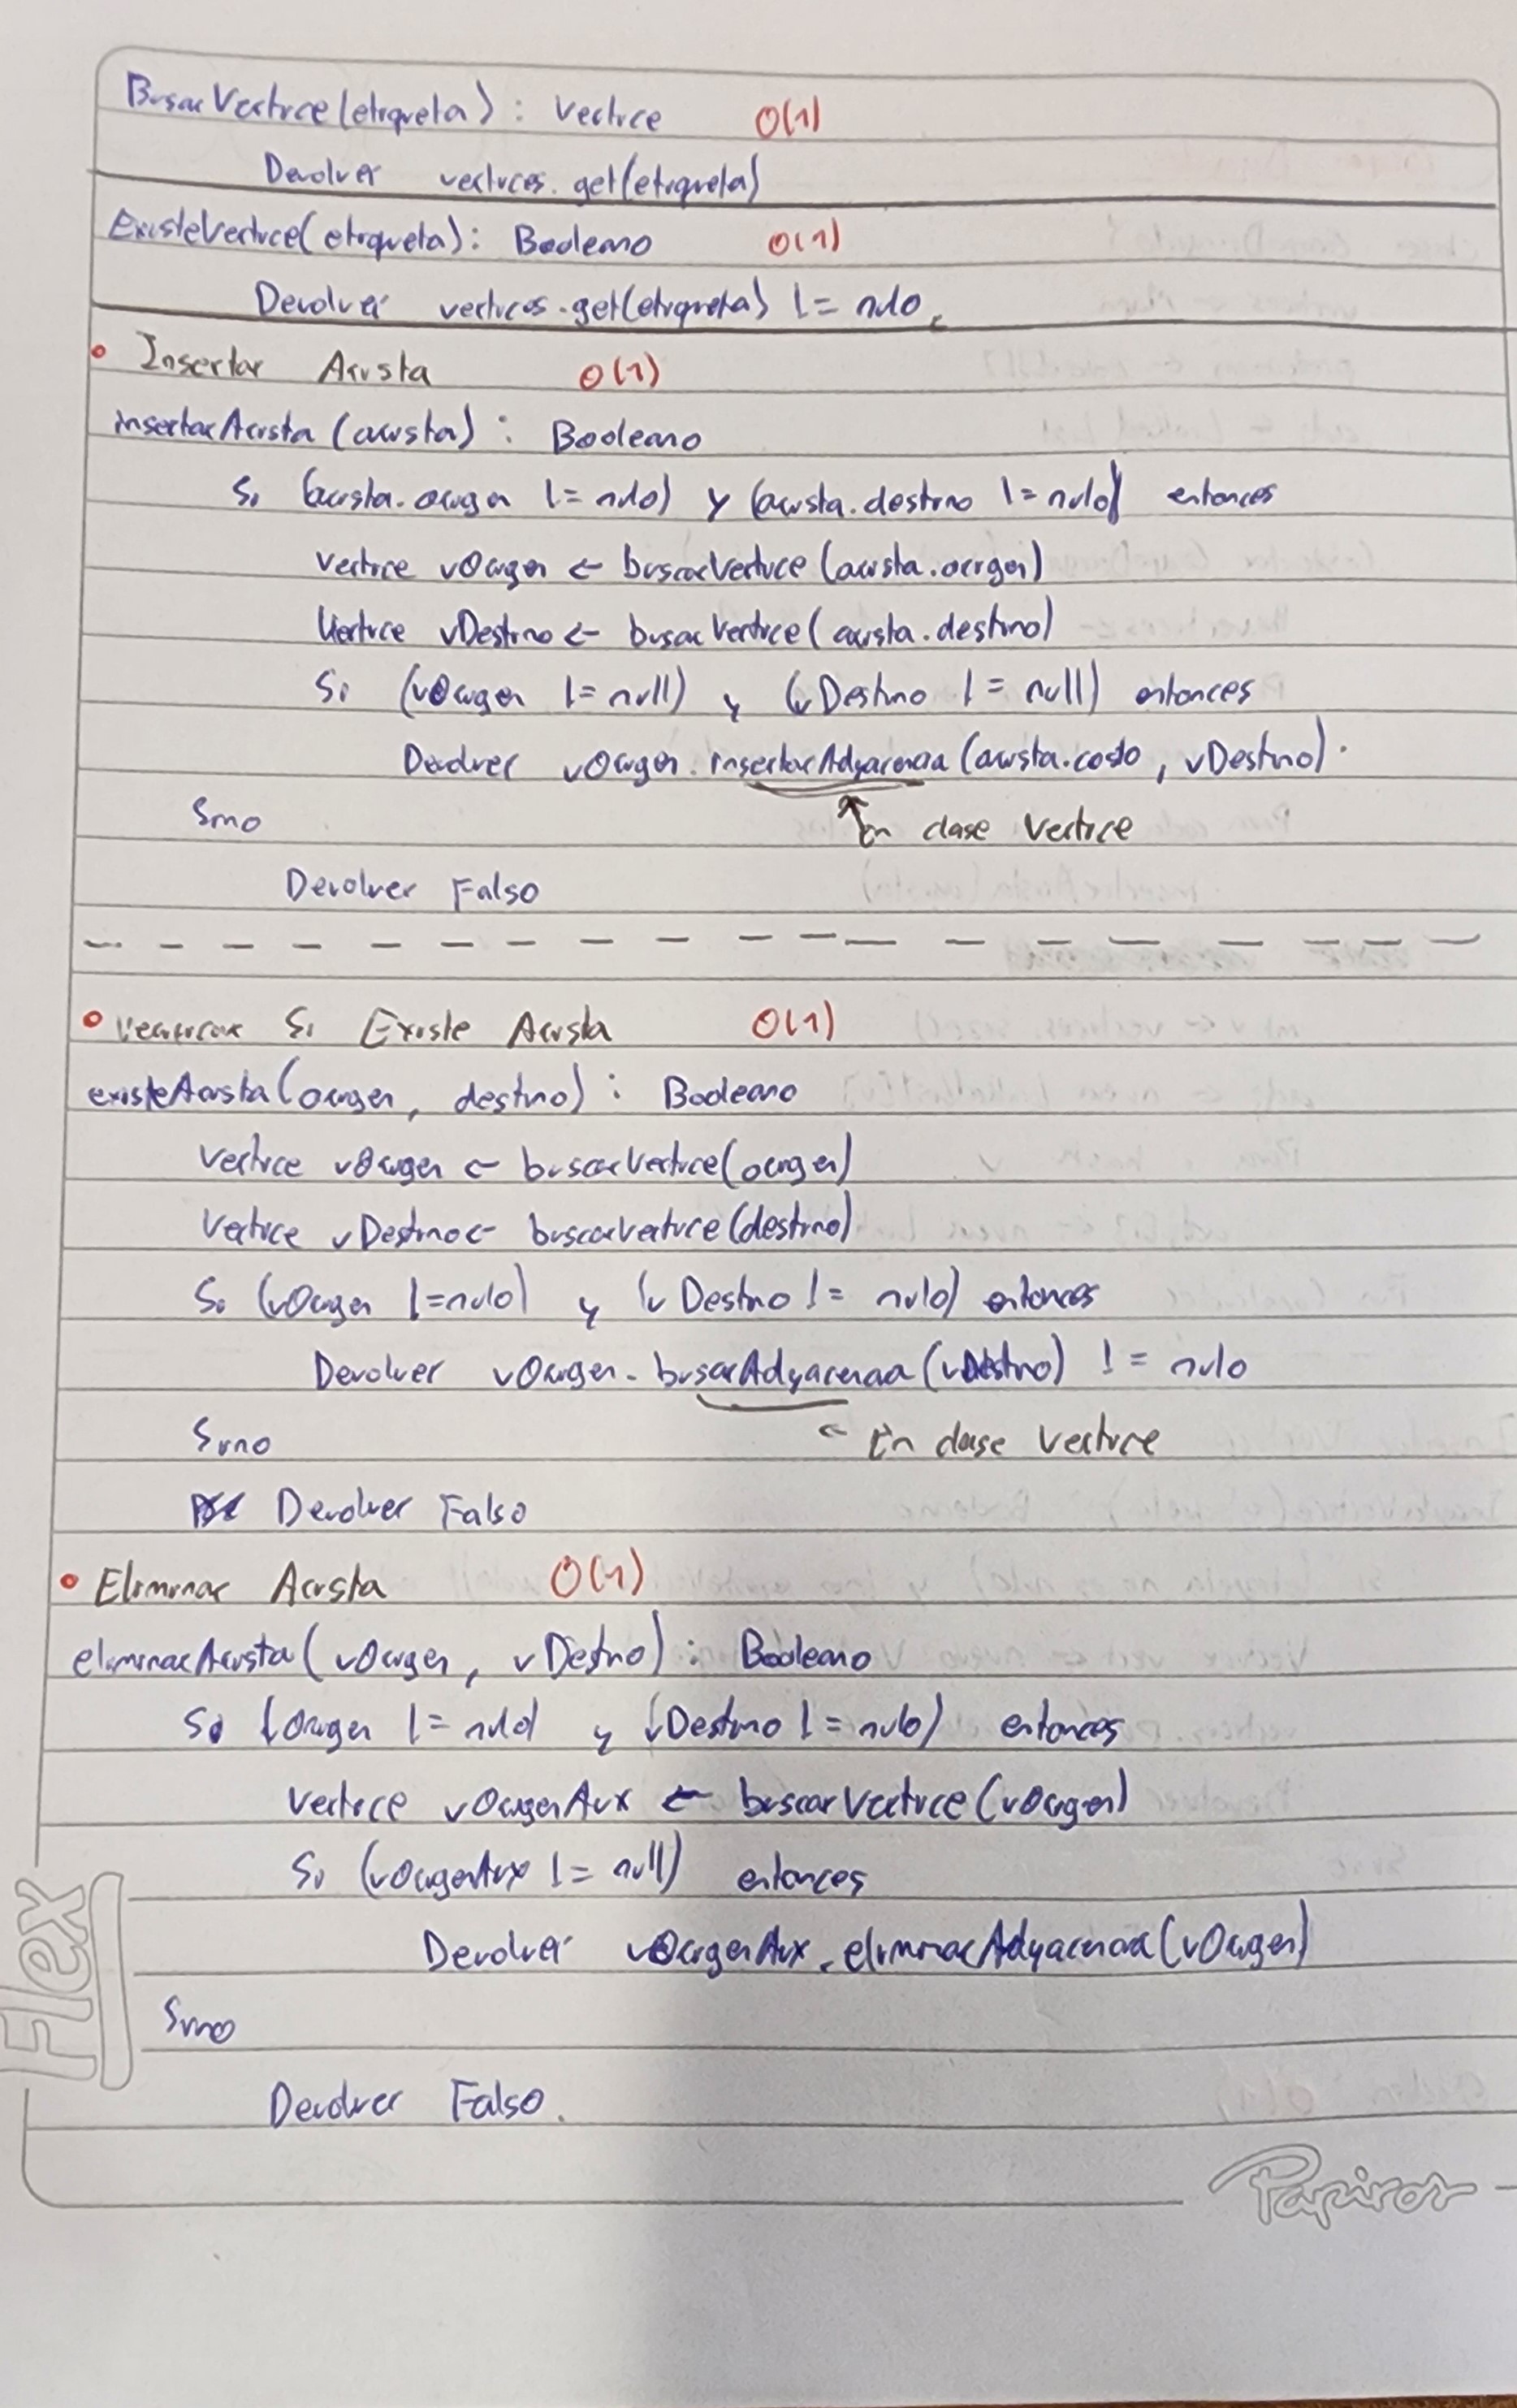 BuscarVertice(etiqueta): Vertice O(1)
Devolver vertices.get(etiqueta)
ExisteVertice(etiqueta): Booleano O(1)
Devolver vertices.get(etiqueta) != nulo
• Insertar Arista O(1)
insertarArista(arista): Booleano
Si (arista.origen != nulo) y (arista.destino != nulo) entonces
Vertice vOrigen ← buscarVertice(arista.origen)
Vertice vDestino ← buscarVertice(arista.destino)
Si (vOrigen != null) y (vDestino != null) entonces
Devolver vOrigen.insertarAdyacencia(arista.costo, vDestino).
Sino
En clase Vertice
Devolver Falso
• Verificar Si Existe Arista O(1)
existeArista(origen, destino): Booleano
Vertice vOrigen ← buscarVertice(origen)
Vertice vDestino ← buscarVertice(destino)
Si (vOrigen != nulo) y (vDestino != nulo) entonces
Devolver vOrigen.buscarAdyacencia(vDestino) != nulo
Sino
← En clase Vertice
Devolver Falso
• Eliminar Arista O(1)
eliminarArista(vOrigen, vDestino): Booleano
Si (Origen != nulo) y (vDestino != nulo) entonces
Vertice vOrigenAux ← buscarVertice(vOrigen)
Si (vOrigenAux != null) entonces
Devolver vOrigenAux.eliminarAdyacencia(vOrigen)
Sino
Devolver Falso.
Flex
Papiros